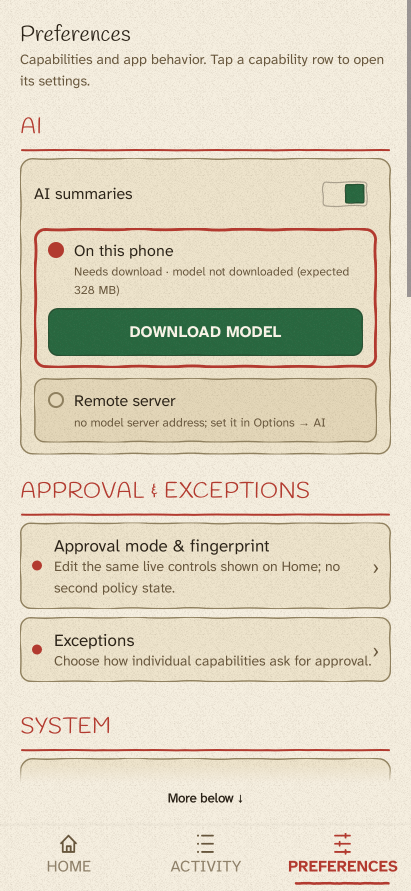 Preferences
Capabilities and app behavior. Tap a capability row to open
its settings.
AI
AI summaries
On this phone
Needs download · model not downloaded (expected
328 MB)
DOWNLOAD MODEL
Remote server
no model server address; set it in Options → AI
APPROVAL & EXCEPTIONS
Approval mode & fingerprint
Edit the same live controls shown on Home; no
second policy state.
›
Exceptions
Choose how individual capabilities ask for approval.
›
SYSTEM
More below ↓
HOME
ACTIVITY
PREFERENCES